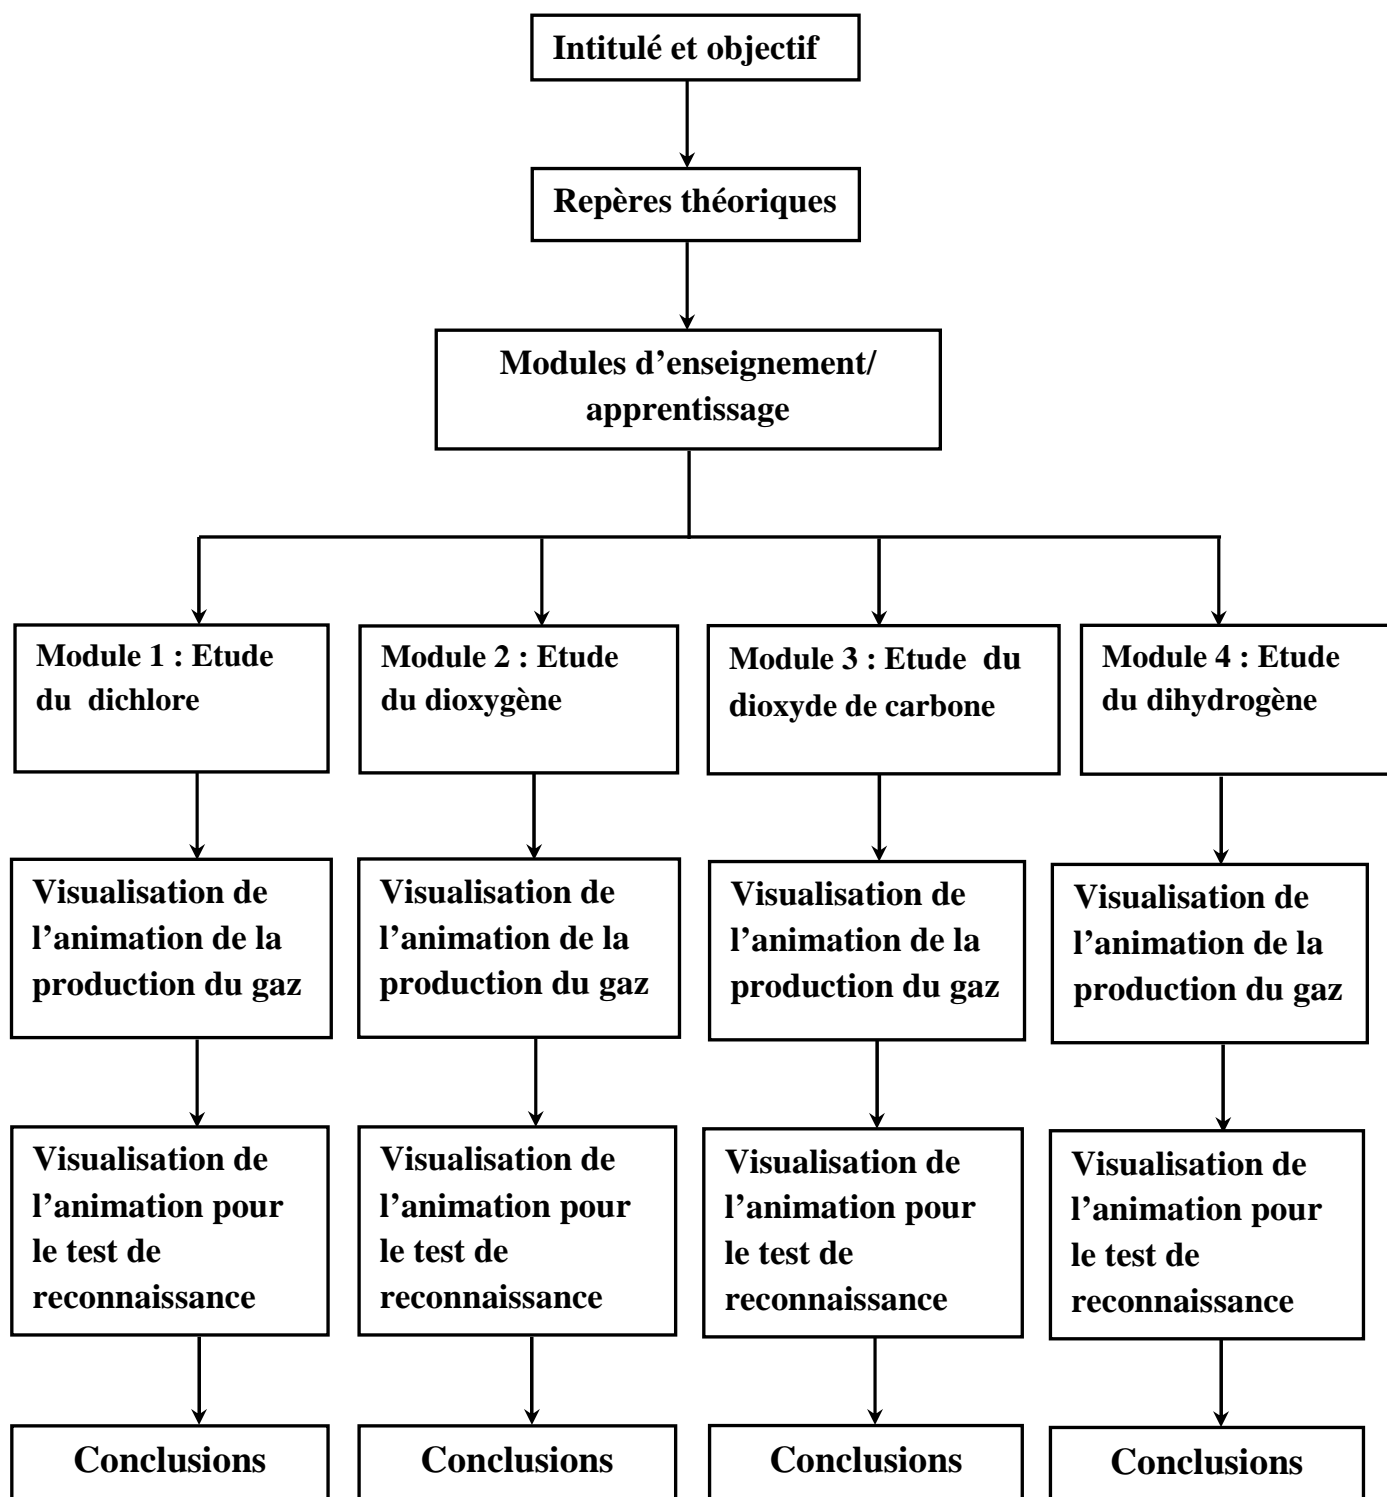 Intitulé et objectif
Repères théoriques
Modules d’enseignement/
apprentissage
Module 1 : Etude
du dichlore
Module 2 : Etude
du dioxygène
Module 3 : Etude du
dioxyde de carbone
Module 4 : Etude
du dihydrogène
Visualisation de
l’animation de la
production du gaz
Visualisation de
l’animation de la
production du gaz
Visualisation de
l’animation de la
production du gaz
Visualisation de
l’animation de la
production du gaz
Visualisation de
l’animation pour
le test de
reconnaissance
Visualisation de
l’animation pour
le test de
reconnaissance
Visualisation de
l’animation pour
le test de
reconnaissance
Visualisation de
l’animation pour
le test de
reconnaissance
Conclusions
Conclusions
Conclusions
Conclusions